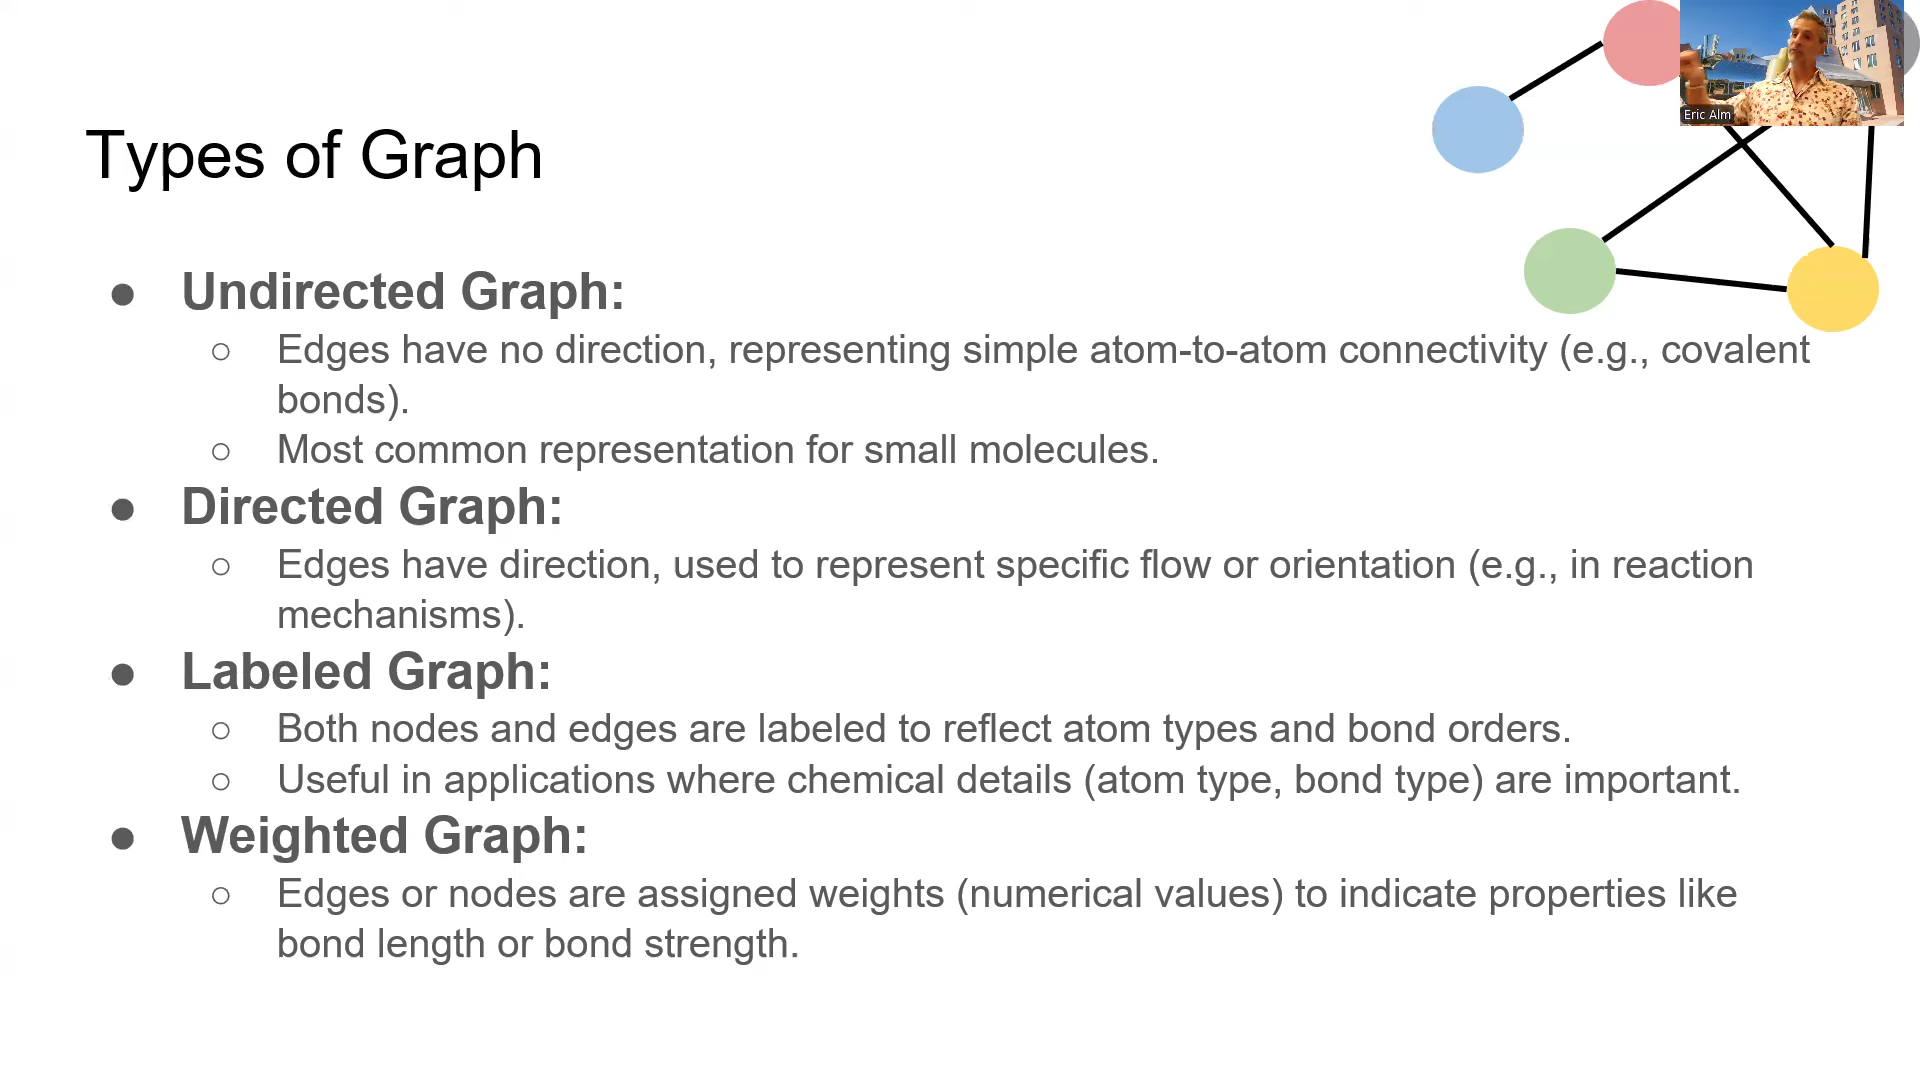 Eric Alm
Types of Graph
● Undirected Graph:
○ Edges have no direction, representing simple atom-to-atom connectivity (e.g., covalent
bonds).
○ Most common representation for small molecules.
● Directed Graph:
○ Edges have direction, used to represent specific flow or orientation (e.g., in reaction
mechanisms).
● Labeled Graph:
○ Both nodes and edges are labeled to reflect atom types and bond orders.
○ Useful in applications where chemical details (atom type, bond type) are important.
● Weighted Graph:
○ Edges or nodes are assigned weights (numerical values) to indicate properties like
bond length or bond strength.